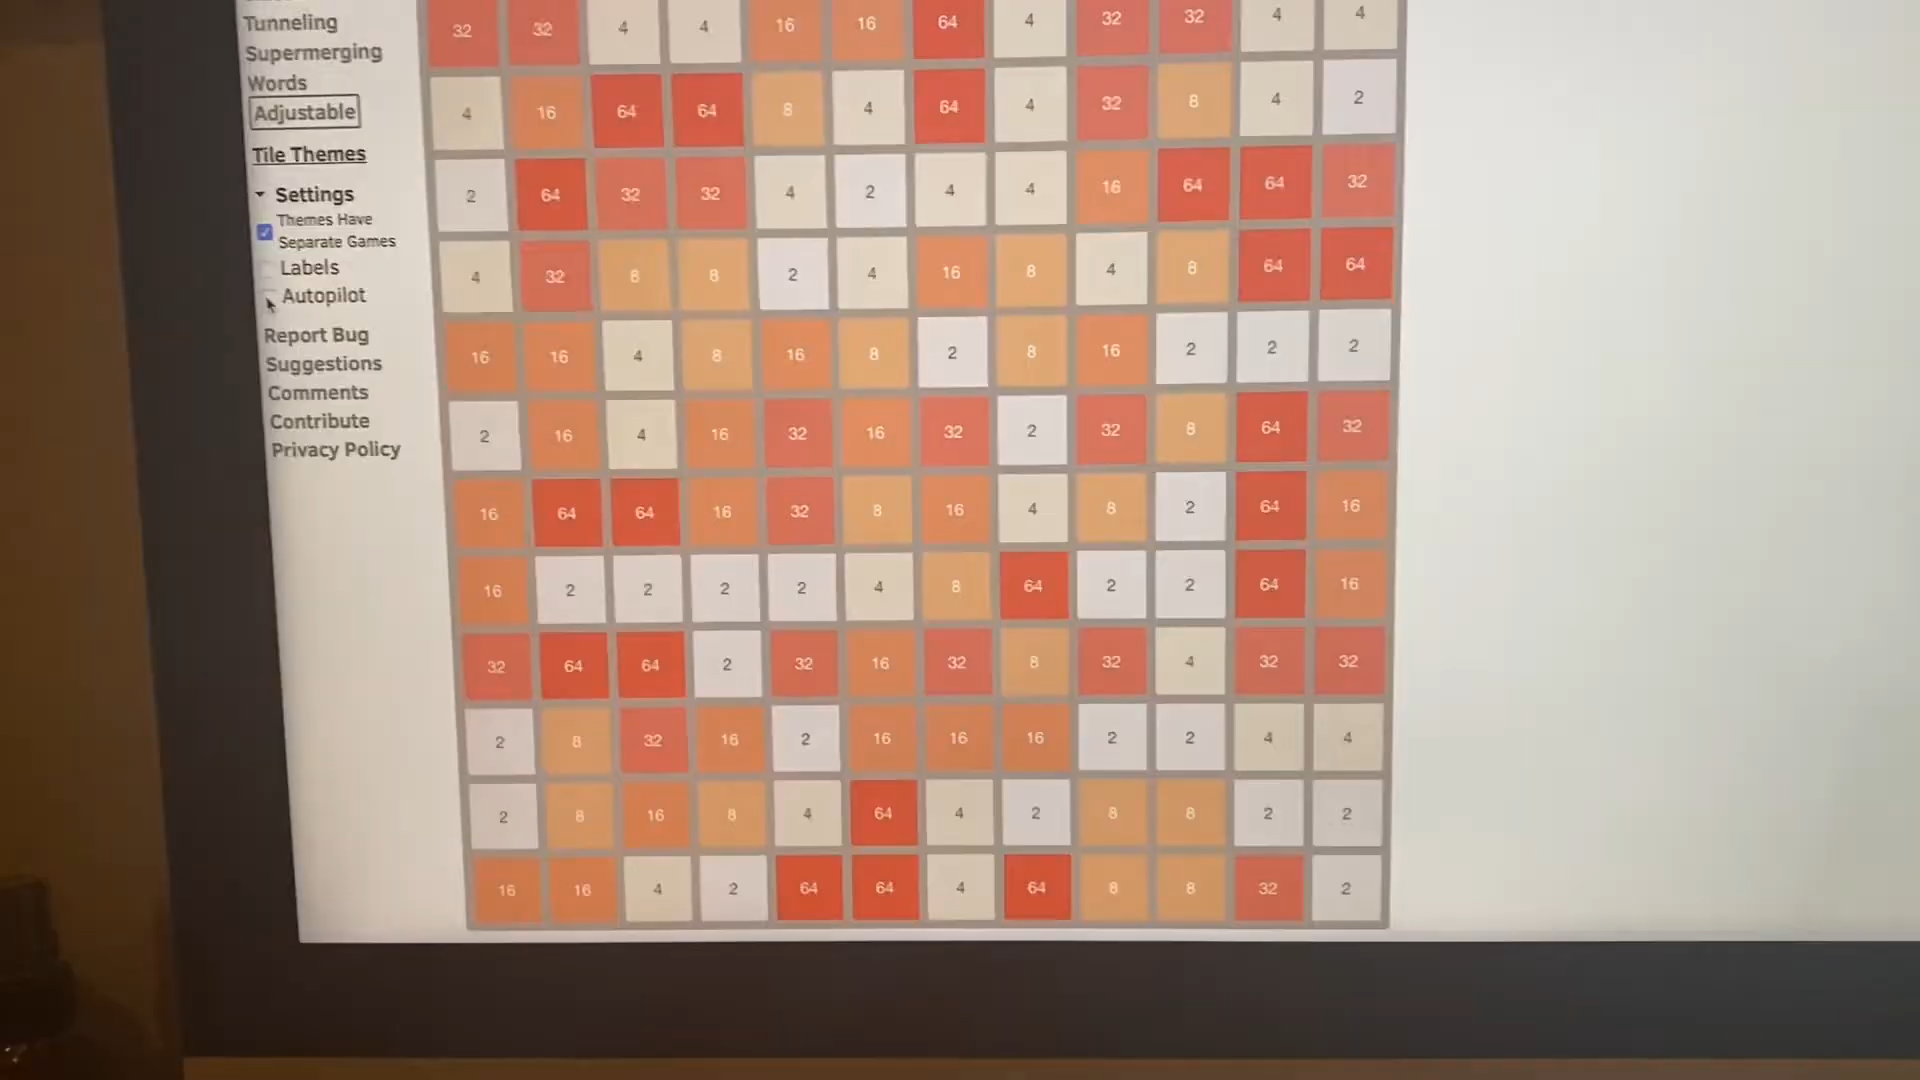 Tunneling
Supermerging
Words
Adjustable
Tile Themes
Settings
Themes Have
Separate Games
Labels
Autopilot
Report Bug
Suggestions
Comments
Contribute
Privacy Policy
32 32 4 4 16 16 64 4 32 32 4 4
4 16 64 64 8 4 64 4 32 8 4 2
2 64 32 32 4 2 4 4 16 64 64 32
4 32 8 8 2 4 16 8 4 8 64 64
16 16 4 8 16 8 2 8 16 2 2 2
2 16 4 16 32 16 32 2 32 8 64 32
16 64 64 16 32 8 16 4 8 2 64 16
16 2 2 2 2 4 8 64 2 2 64 16
32 64 64 2 32 16 32 8 32 4 32 32
2 8 32 16 2 16 16 16 2 2 4 4
2 8 16 8 4 64 4 2 8 8 2 2
16 16 4 2 64 64 4 64 8 8 32 2